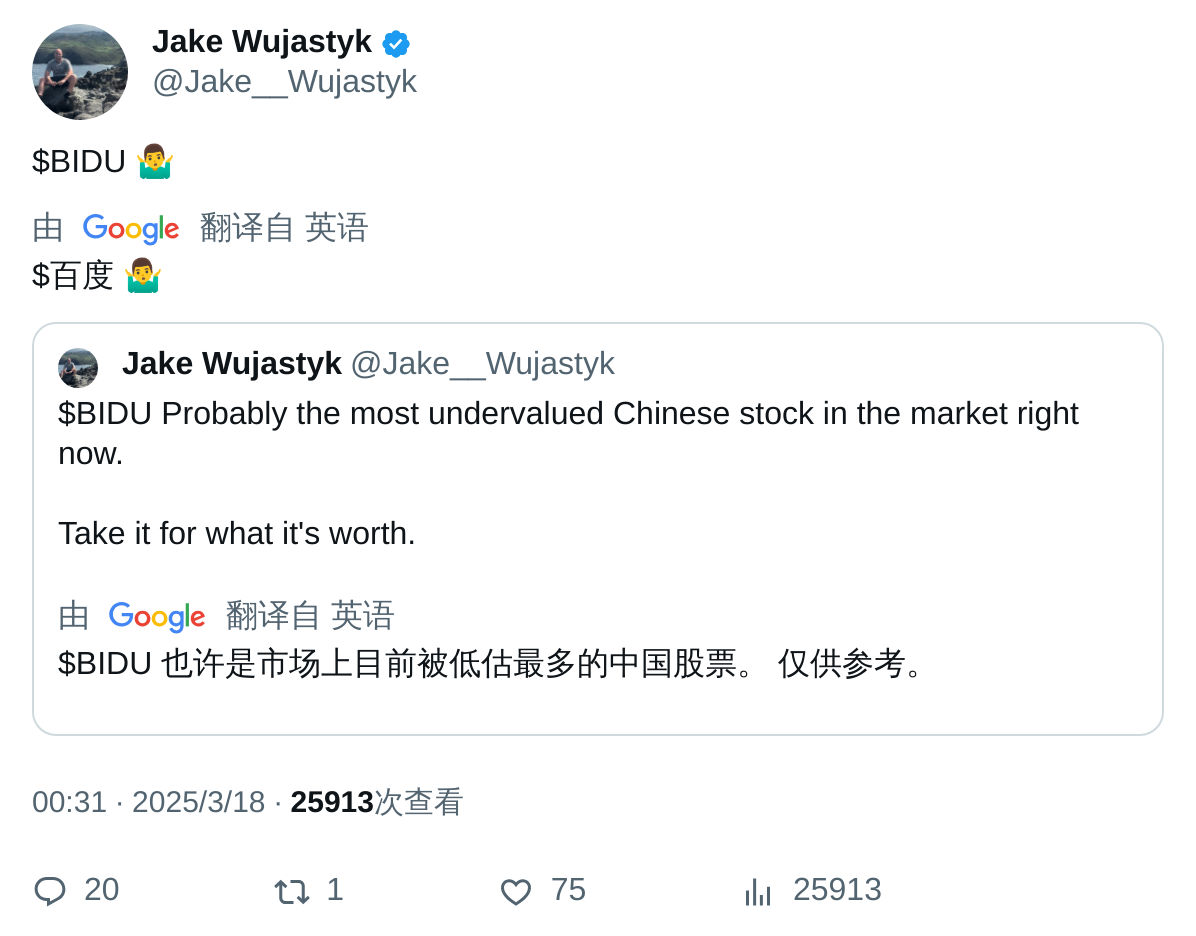 Jake Wujastyk
@Jake__Wujastyk
$BIDU 🤷‍♂️
由 Google 翻译自 英语
$百度 🤷‍♂️
Jake Wujastyk @Jake__Wujastyk
$BIDU Probably the most undervalued Chinese stock in the market right
now.
Take it for what it's worth.
由 Google 翻译自 英语
$BIDU 也许是市场上目前被低估最多的中国股票。 仅供参考。
00:31 · 2025/3/18 · 25913次查看
20 1 75 25913